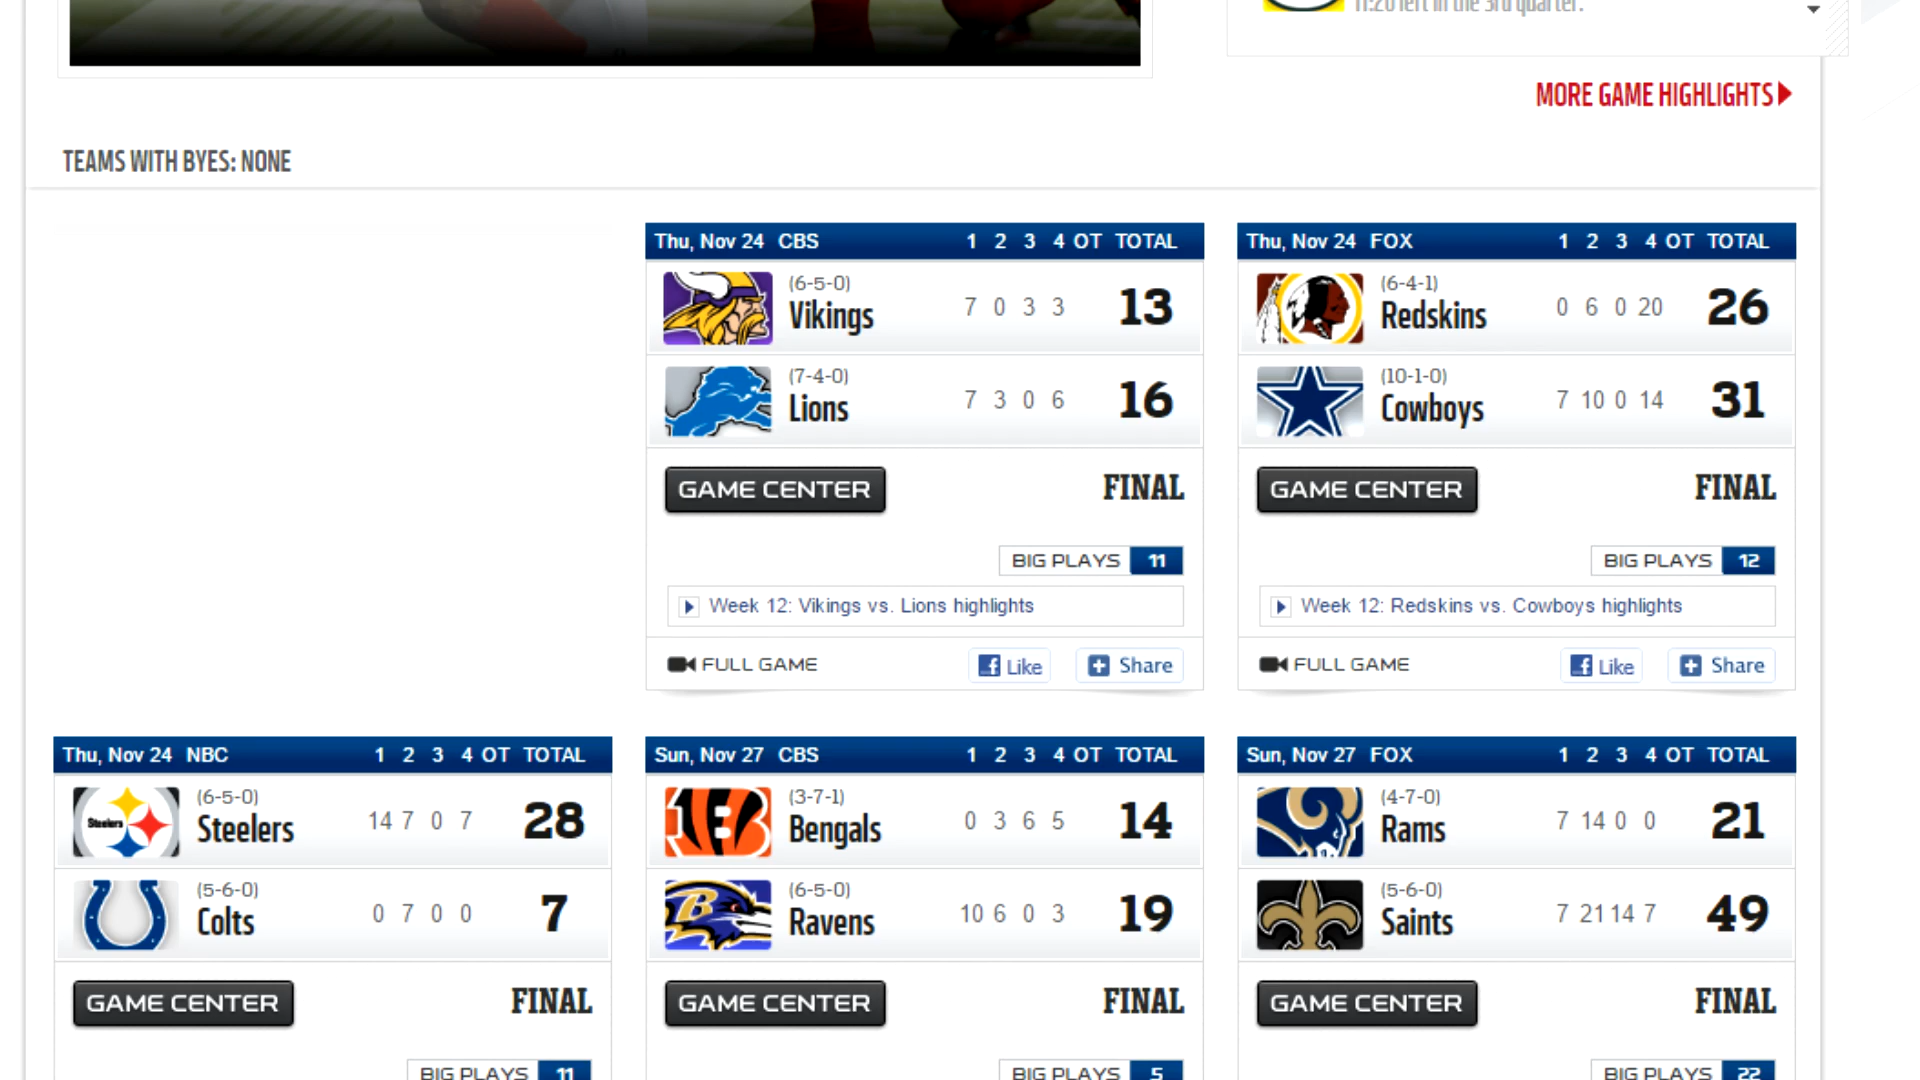 11:20 left in the 3rd quarter.
MORE GAME HIGHLIGHTS
TEAMS WITH BYES: NONE
Thu, Nov 24 CBS 1 2 3 4 OT TOTAL
(6-5-0)
Vikings 7 0 3 3 13
(7-4-0)
Lions 7 3 0 6 16
GAME CENTER FINAL
BIG PLAYS 11
Week 12: Vikings vs. Lions highlights
FULL GAME Like Share
Thu, Nov 24 FOX 1 2 3 4 OT TOTAL
(6-4-1)
Redskins 0 6 0 20 26
(10-1-0)
Cowboys 7 10 0 14 31
GAME CENTER FINAL
BIG PLAYS 12
Week 12: Redskins vs. Cowboys highlights
FULL GAME Like Share
Thu, Nov 24 NBC 1 2 3 4 OT TOTAL
(6-5-0)
Steelers
Steelers 14 7 0 7 28
(5-6-0)
Colts 0 7 0 0 7
GAME CENTER FINAL
BIG PLAYS 11
Sun, Nov 27 CBS 1 2 3 4 OT TOTAL
(3-7-1)
Bengals 0 3 6 5 14
(6-5-0)
B
Ravens 10 6 0 3 19
GAME CENTER FINAL
BIG PLAYS 5
Sun, Nov 27 FOX 1 2 3 4 OT TOTAL
(4-7-0)
Rams 7 14 0 0 21
(5-6-0)
Saints 7 21 14 7 49
GAME CENTER FINAL
BIG PLAYS 22